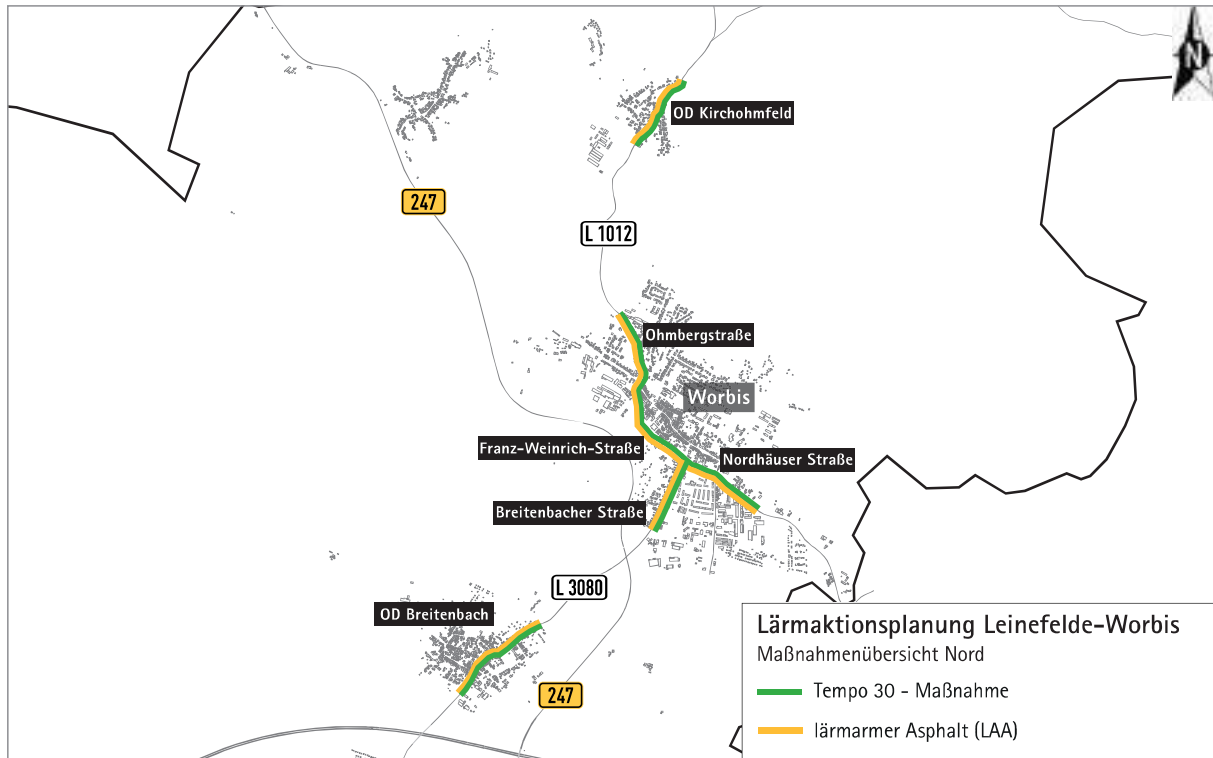 N
OD Kirchohmfeld
247
L 1012
Ohmbergstraße
Worbis
Franz-Weinrich-Straße
Nordhäuser Straße
Breitenbacher Straße
L 3080
OD Breitenbach
247
Lärmaktionsplanung Leinefelde-Worbis
Maßnahmenübersicht Nord
Tempo 30 - Maßnahme
lärmarmer Asphalt (LAA)